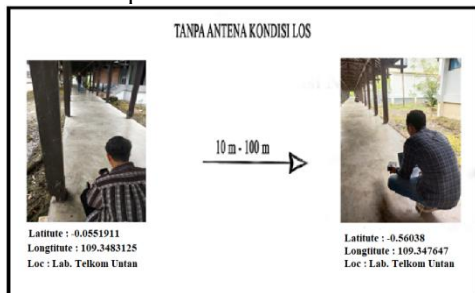 TANPA ANTENA KONDISI LOS
10 m - 100 m
Latitute : -0.0551911
Longtitute : 109.3483125
Loc : Lab. Telkom Untan
Latitute : -0.56038
Longtitute : 109.347647
Loc : Lab. Telkom Untan